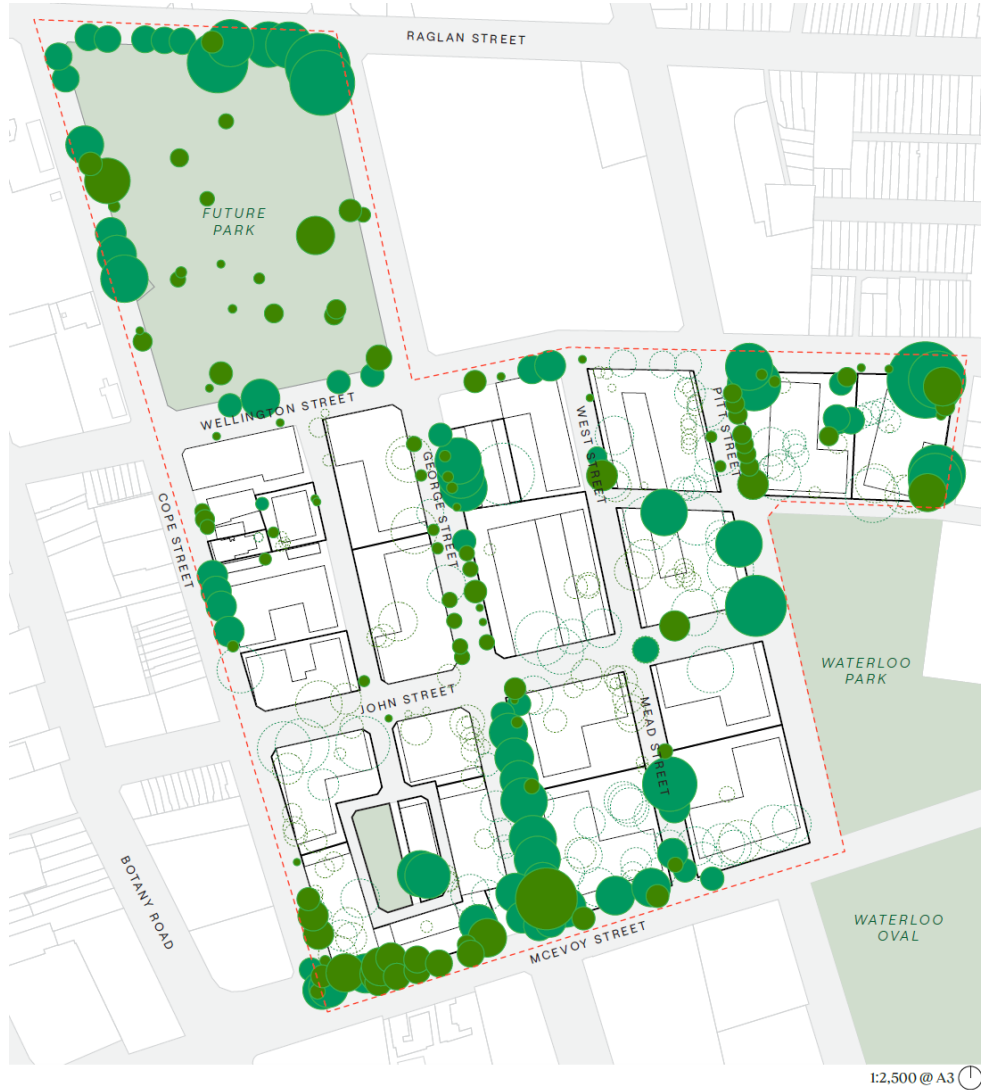 RAGLAN STREET
FUTURE
PARK
WELLINGTON STREET
WEST STREET
PITT STREET
GEORGE STREET
COPE STREET
WATERLOO
PARK
JOHN STREET
MEAD STREET
BOTANY ROAD
WATERLOO
OVAL
MCEVOY STREET
1:2,500 @ A3